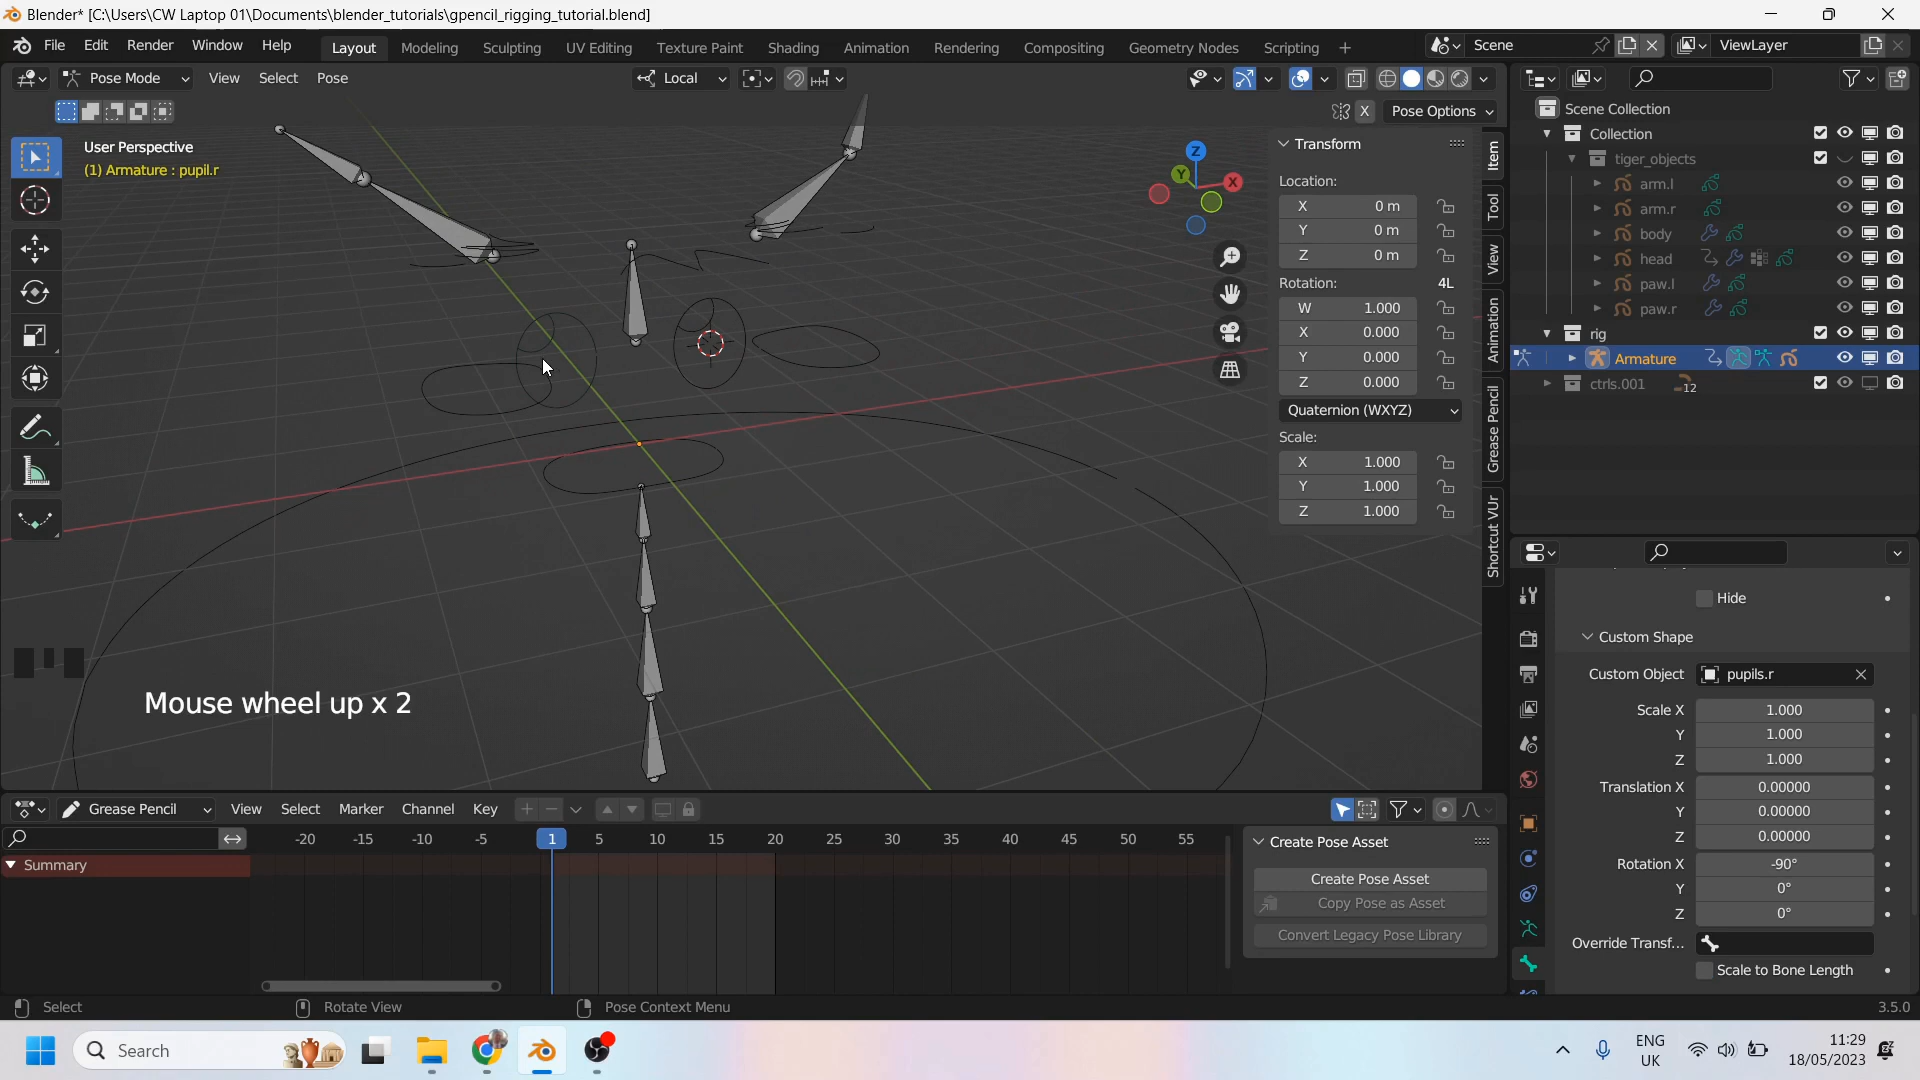 Blender* [C:\Users\CW Laptop 01\Documents\blender_tutorials\gpencil_rigging_tutorial.blend]
File Edit Render Window Help Layout Modeling Sculpting UV Editing Texture Paint Shading Animation Rendering Compositing Geometry Nodes Scripting + Scene ViewLayer
Pose Mode View Select Pose Local
X Pose Options
User Perspective
(1) Armature : pupil.r
Z
Y
X
Transform
Location:
X 0 m
Y 0 m
Z 0 m
Rotation: 4L
W 1.000
X 0.000
Y 0.000
Z 0.000
Quaternion (WXYZ)
Scale:
X 1.000
Y 1.000
Z 1.000
Item
Tool
View
Animation
Grease Pencil
Shortcut VUr
Scene Collection
Collection
tiger_objects
arm.l
arm.r
body
head
paw.l
paw.r
rig
Armature
ctrls.001 12
Hide
Custom Shape
Custom Object pupils.r
Scale X 1.000
Y 1.000
Z 1.000
Translation X 0.00000
Y 0.00000
Z 0.00000
Rotation X -90°
Y 0°
Z 0°
Override Transf...
Scale to Bone Length
Mouse wheel up x 2
Grease Pencil View Select Marker Channel Key
-20 -15 -10 -5 1 5 10 15 20 25 30 35 40 45 50 55
Summary
Create Pose Asset
Create Pose Asset
Copy Pose as Asset
Convert Legacy Pose Library
Select Rotate View Pose Context Menu 3.5.0
Search
ENG
UK
11:29
18/05/2023